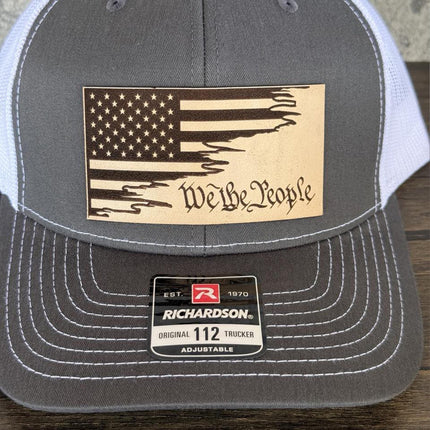 We the People
EST. R 1970
RICHARDSON
ORIGINAL 112 TRUCKER
ADJUSTABLE